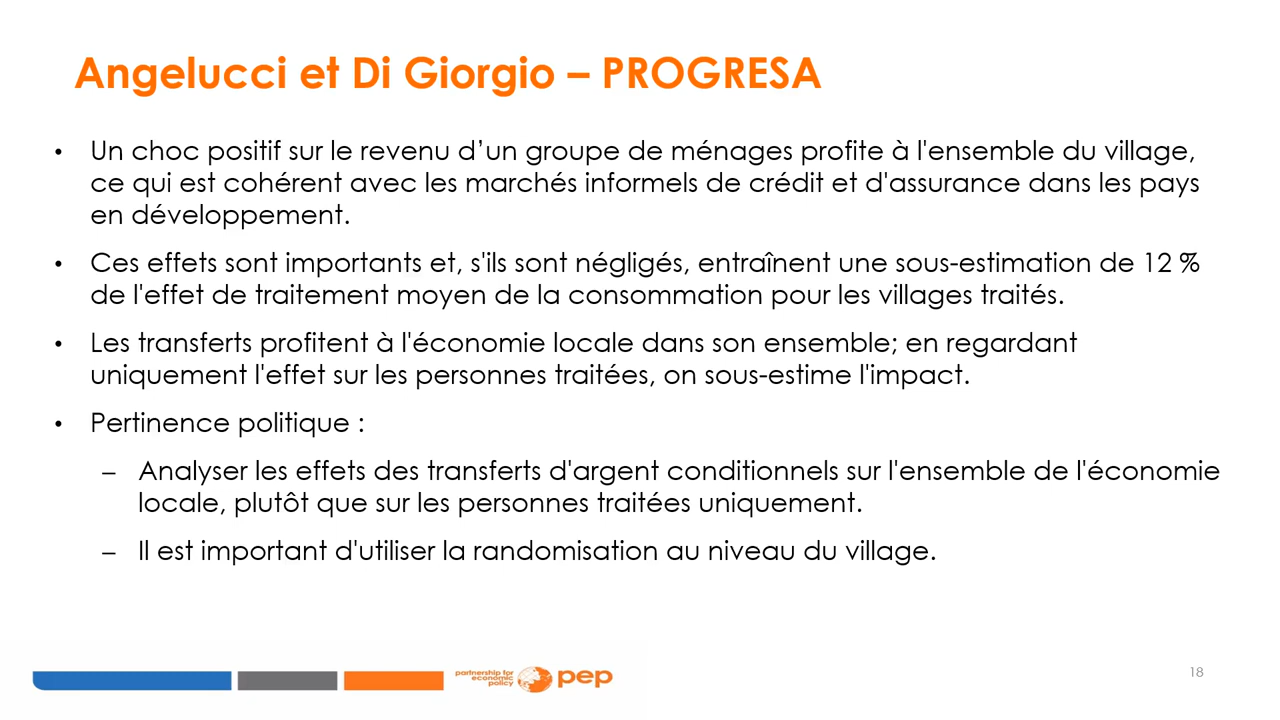 Angelucci et Di Giorgio – PROGRESA
• Un choc positif sur le revenu d’un groupe de ménages profite à l'ensemble du village,
ce qui est cohérent avec les marchés informels de crédit et d'assurance dans les pays
en développement.
• Ces effets sont importants et, s'ils sont négligés, entraînent une sous-estimation de 12 %
de l'effet de traitement moyen de la consommation pour les villages traités.
• Les transferts profitent à l'économie locale dans son ensemble; en regardant
uniquement l'effet sur les personnes traitées, on sous-estime l'impact.
• Pertinence politique :
– Analyser les effets des transferts d'argent conditionnels sur l'ensemble de l'économie
locale, plutôt que sur les personnes traitées uniquement.
– Il est important d'utiliser la randomisation au niveau du village.
partnership for
economic
policy
pep
18